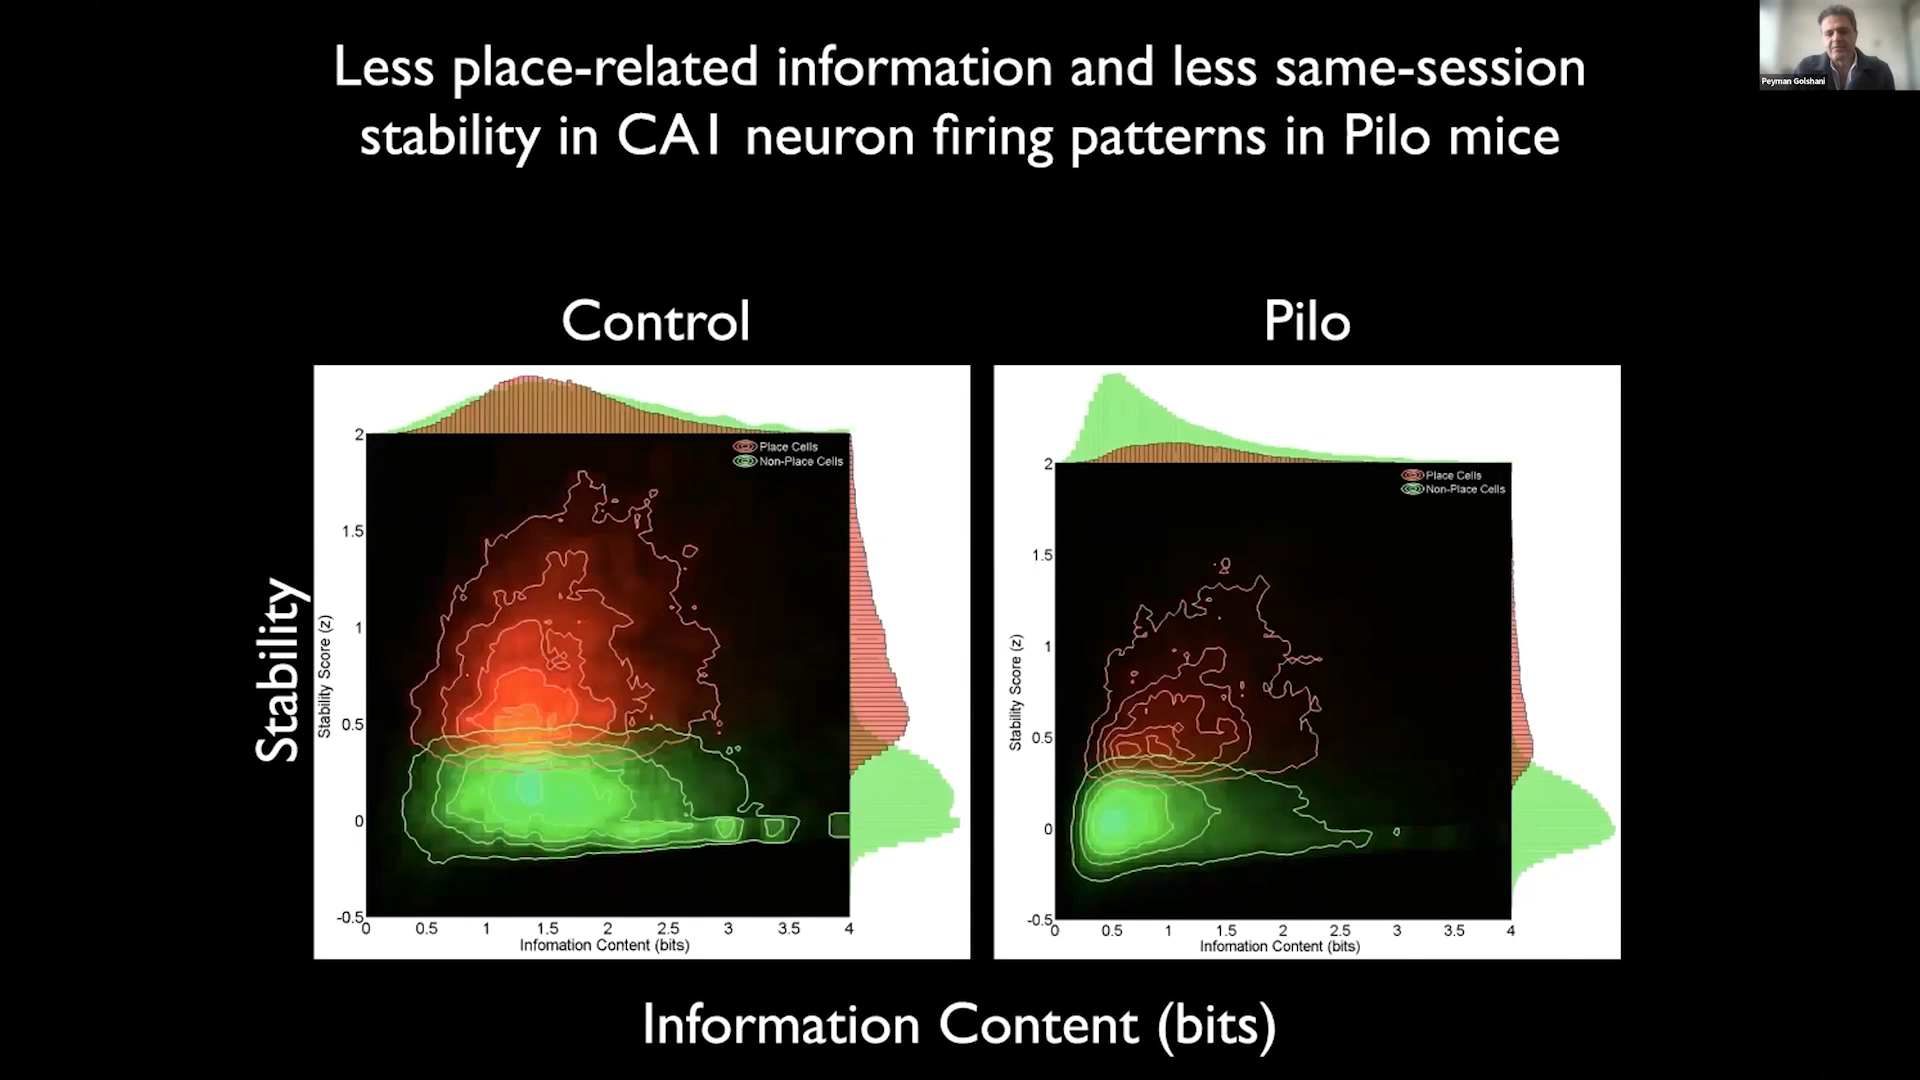 Less place-related information and less same-session
stability in CA1 neuron firing patterns in Pilo mice
Peyman Golshani
Control
Pilo
Stability
Place Cells
Non-Place Cells
Stability Score (z)
2
1.5
1
0.5
0
-0.5
0 0.5 1 1.5 2 2.5 3 3.5 4
Infomation Content (bits)
Place Cells
Non-Place Cells
Stability Score (z)
2
1.5
1
0.5
0
-0.5
0 0.5 1 1.5 2 2.5 3 3.5 4
Infomation Content (bits)
Information Content (bits)